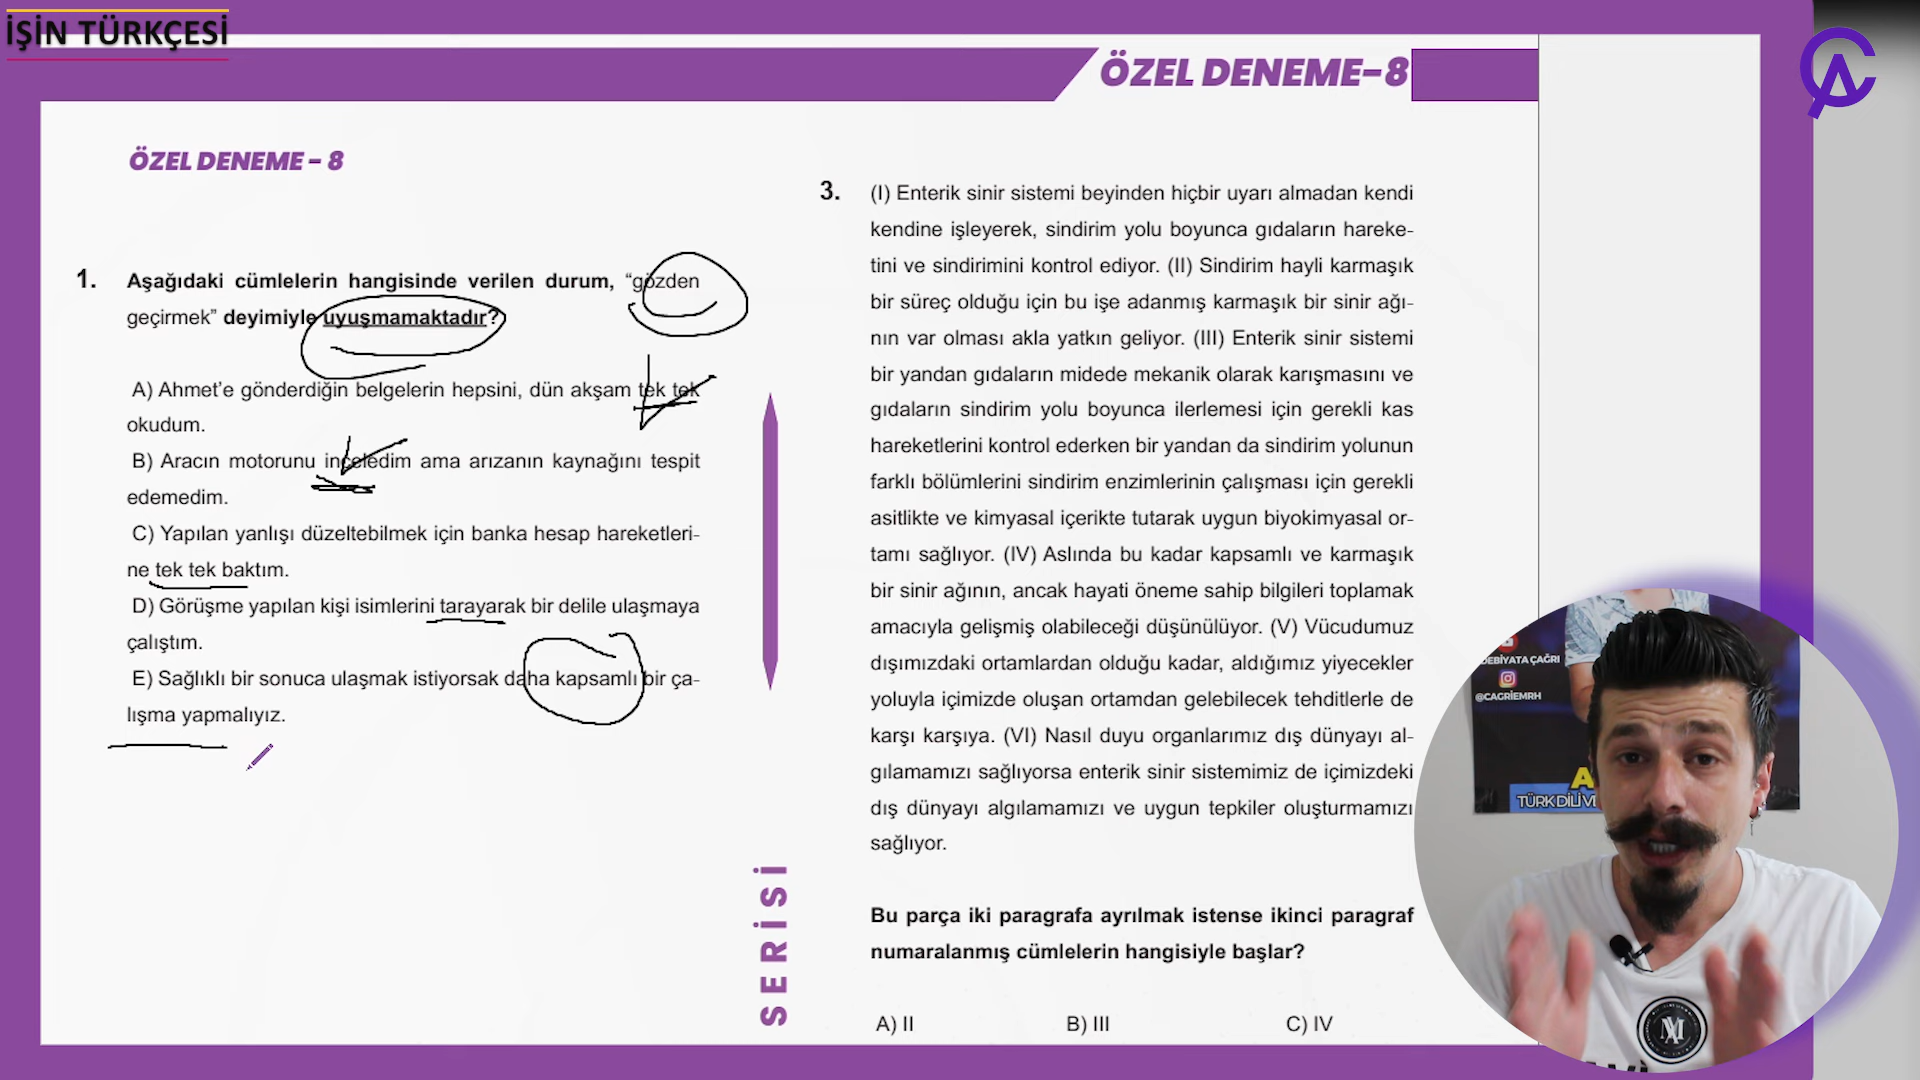 İŞİN TÜRKÇESİ
ÖZEL DENEME-8
ÖZEL DENEME - 8
1. Aşağıdaki cümlelerin hangisinde verilen durum, “gözden
geçirmek” deyimiyle uyuşmamaktadır?
A) Ahmet’e gönderdiğin belgelerin hepsini, dün akşam tek tek
okudum.
B) Aracın motorunu inceledim ama arızanın kaynağını tespit
edemedim.
C) Yapılan yanlışı düzeltebilmek için banka hesap hareketleri-
ne tek tek baktım.
D) Görüşme yapılan kişi isimlerini tarayarak bir delile ulaşmaya
çalıştım.
E) Sağlıklı bir sonuca ulaşmak istiyorsak daha kapsamlı bir ça-
lışma yapmalıyız.
SERİSİ
3. (I) Enterik sinir sistemi beyinden hiçbir uyarı almadan kendi
kendine işleyerek, sindirim yolu boyunca gıdaların hareke-
tini ve sindirimini kontrol ediyor. (II) Sindirim hayli karmaşık
bir süreç olduğu için bu işe adanmış karmaşık bir sinir ağı-
nın var olması akla yatkın geliyor. (III) Enterik sinir sistemi
bir yandan gıdaların midede mekanik olarak karışmasını ve
gıdaların sindirim yolu boyunca ilerlemesi için gerekli kas
hareketlerini kontrol ederken bir yandan da sindirim yolunun
farklı bölümlerini sindirim enzimlerinin çalışması için gerekli
asitlikte ve kimyasal içerikte tutarak uygun biyokimyasal or-
tamı sağlıyor. (IV) Aslında bu kadar kapsamlı ve karmaşık
bir sinir ağının, ancak hayati öneme sahip bilgileri toplamak
amacıyla gelişmiş olabileceği düşünülüyor. (V) Vücudumuz
dışımızdaki ortamlardan olduğu kadar, aldığımız yiyecekler
yoluyla içimizde oluşan ortamdan gelebilecek tehditlerle de
karşı karşıya. (VI) Nasıl duyu organlarımız dış dünyayı al-
gılamamızı sağlıyorsa enterik sinir sistemimiz de içimizdeki
dış dünyayı algılamamızı ve uygun tepkiler oluşturmamızı
sağlıyor.
Bu parça iki paragrafa ayrılmak istense ikinci paragraf
numaralanmış cümlelerin hangisiyle başlar?
A) II B) III C) IV
DEBİYATA ÇAĞRI
@CAGRİEMRH
TÜRK DİLİ VE